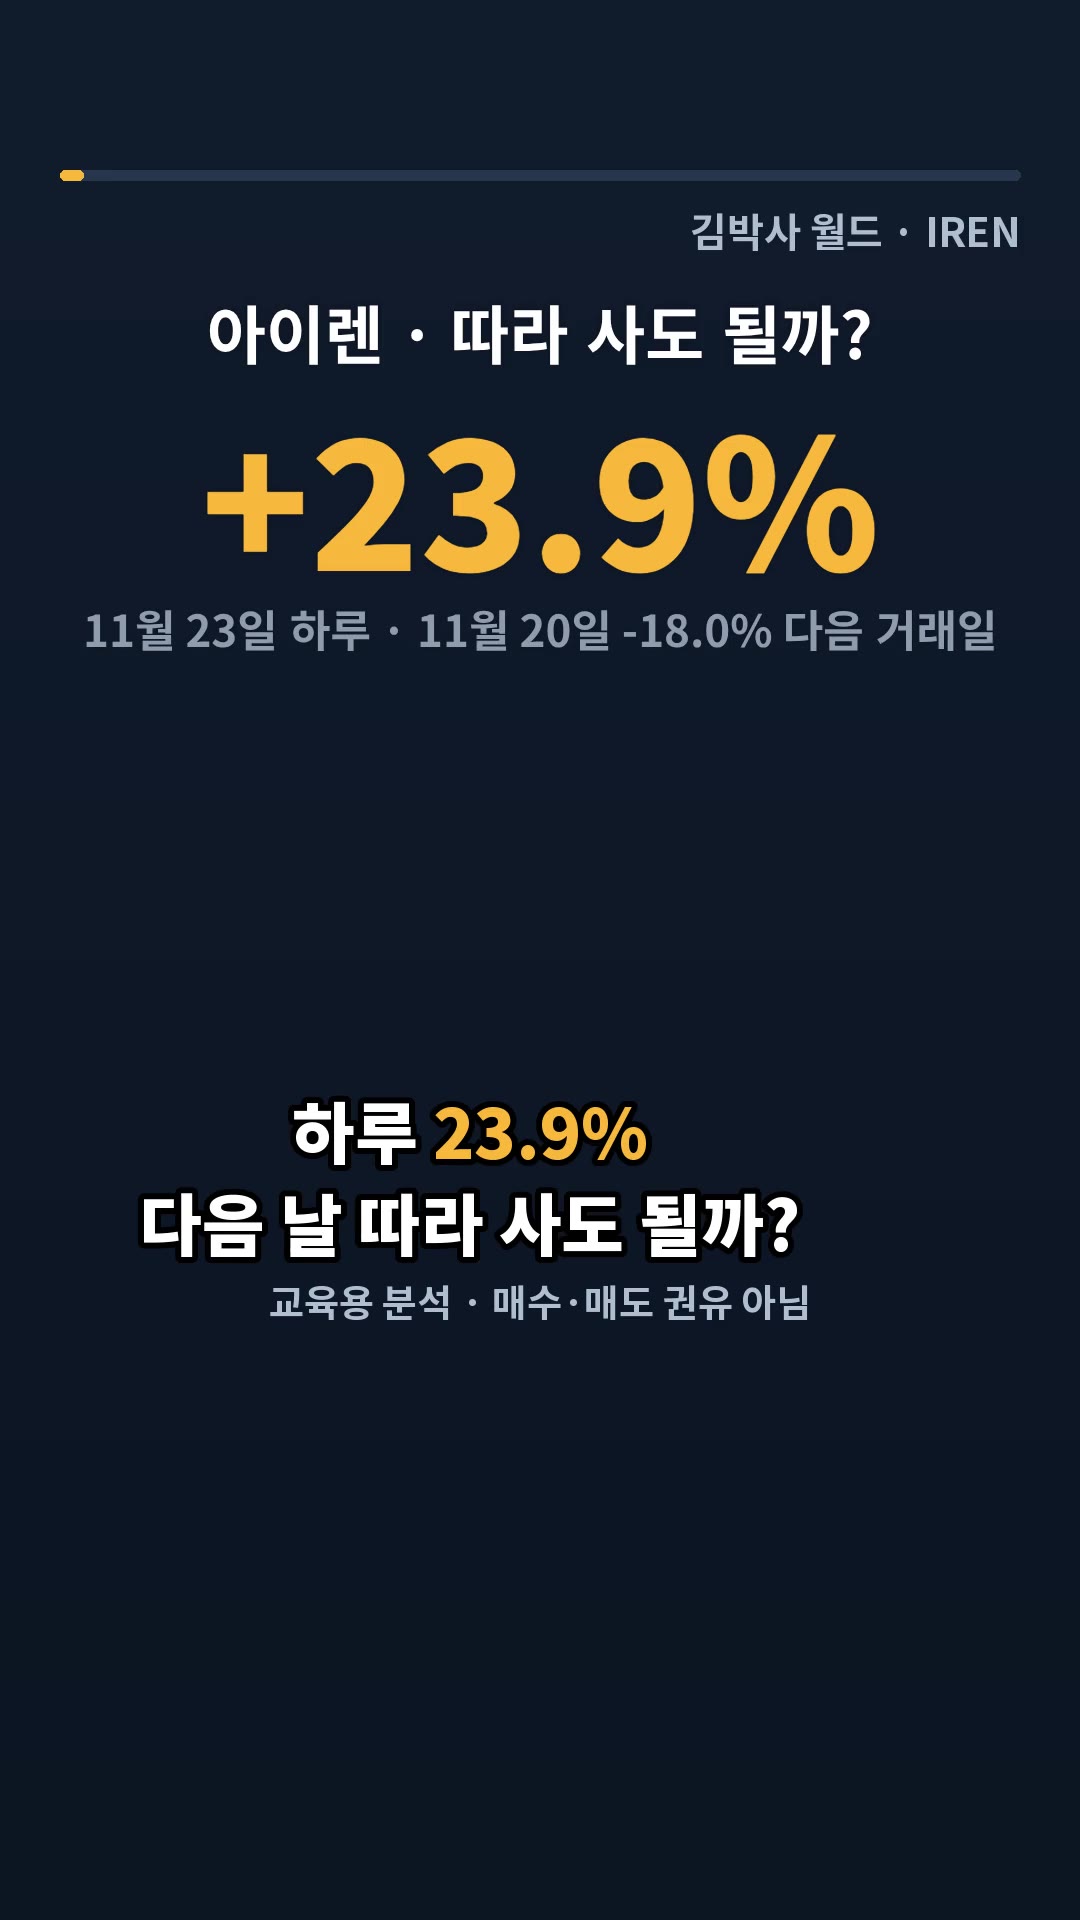 김박사 월드 · IREN
아이렌 · 따라 사도 될까?
+23.9%
11월 23일 하루 · 11월 20일 -18.0% 다음 거래일
하루 23.9%
다음 날 따라 사도 될까?
교육용 분석 · 매수·매도 권유 아님